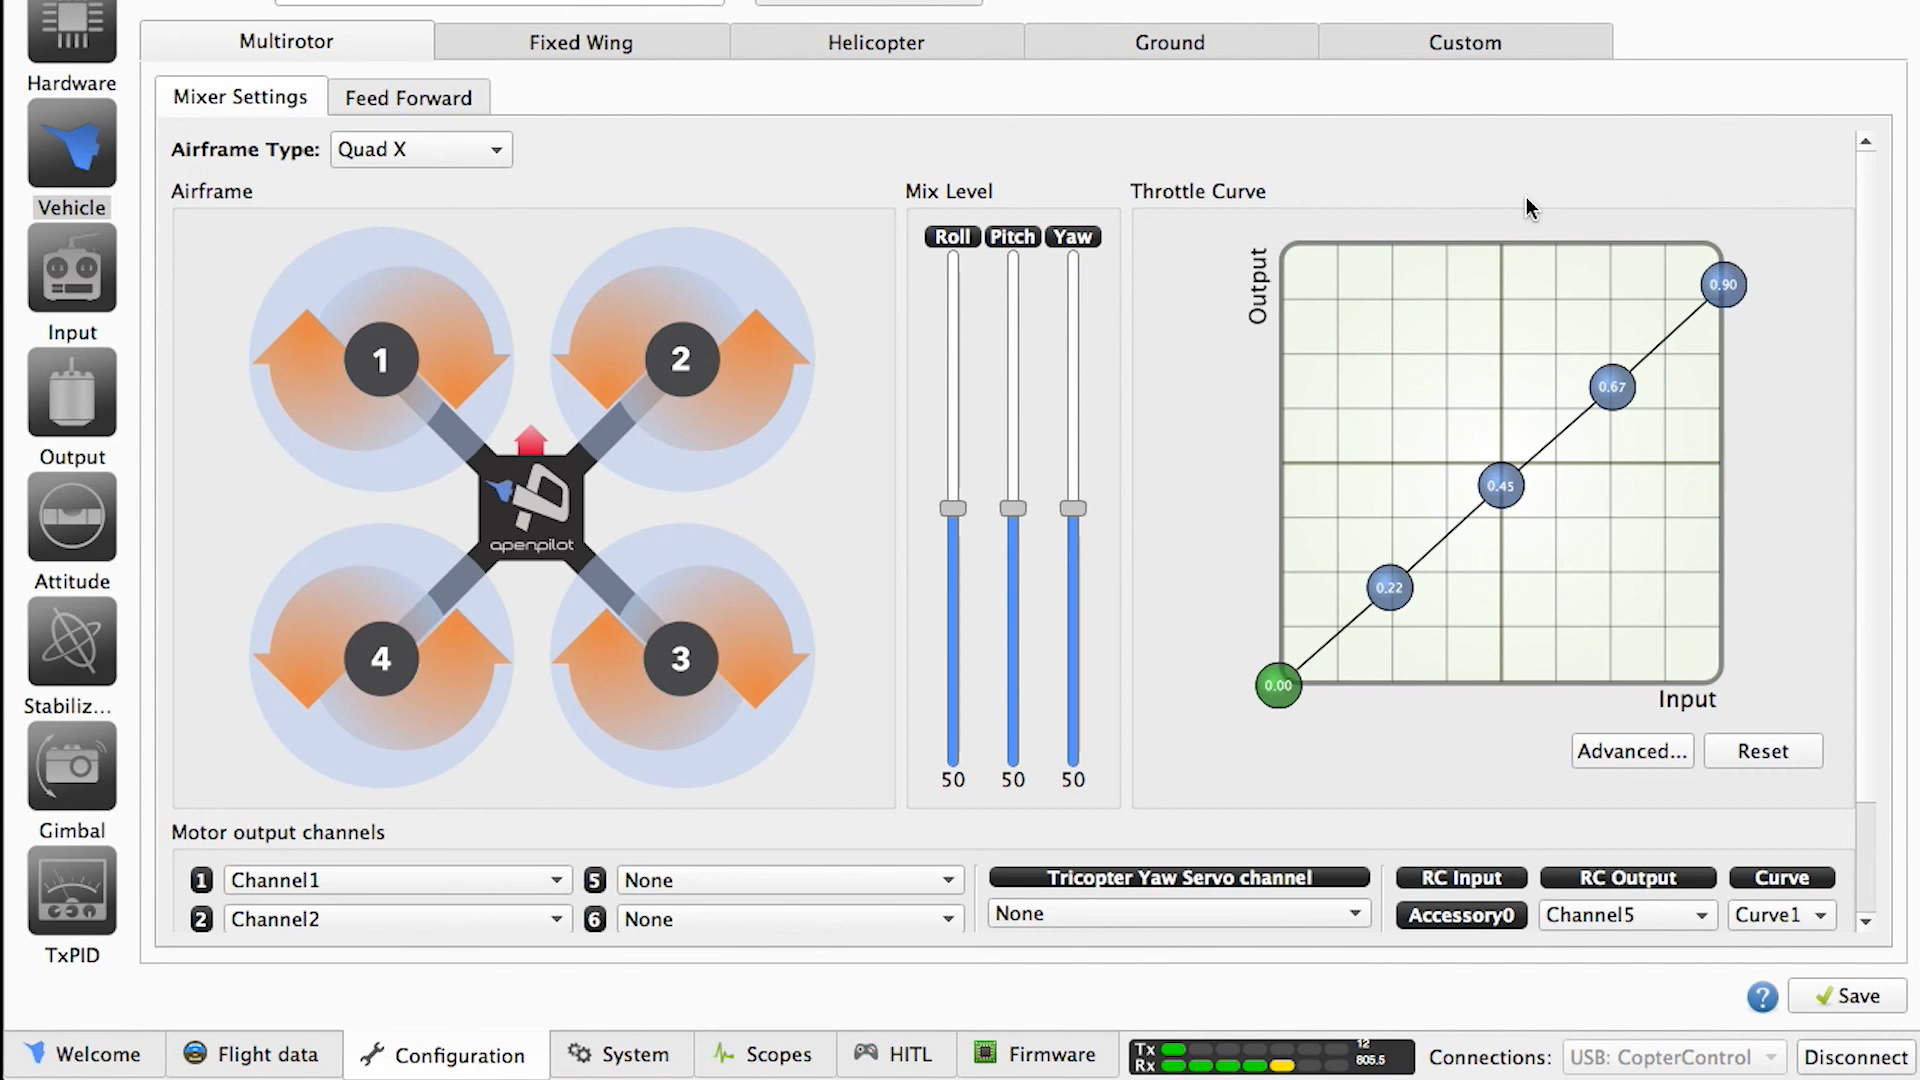 Multirotor Fixed Wing Helicopter Ground Custom
Hardware
Mixer Settings Feed Forward
Airframe Type: Quad X
Airframe Mix Level Throttle Curve
Vehicle
Roll Pitch Yaw
Output
0.90
1 2
Input
0.67
Output
0.45
openpilot
Attitude
0.22
4 3
0.00
Stabiliz...
Input
Advanced... Reset
50 50 50
Gimbal
Motor output channels
1 Channel1 5 None Tricopter Yaw Servo channel RC Input RC Output Curve
2 Channel2 6 None None Accessory0 Channel5 Curve1
TxPID
? Save
Welcome Flight data Configuration System Scopes HITL Firmware Tx 12 Connections: USB: CopterControl Disconnect
Rx 805.5